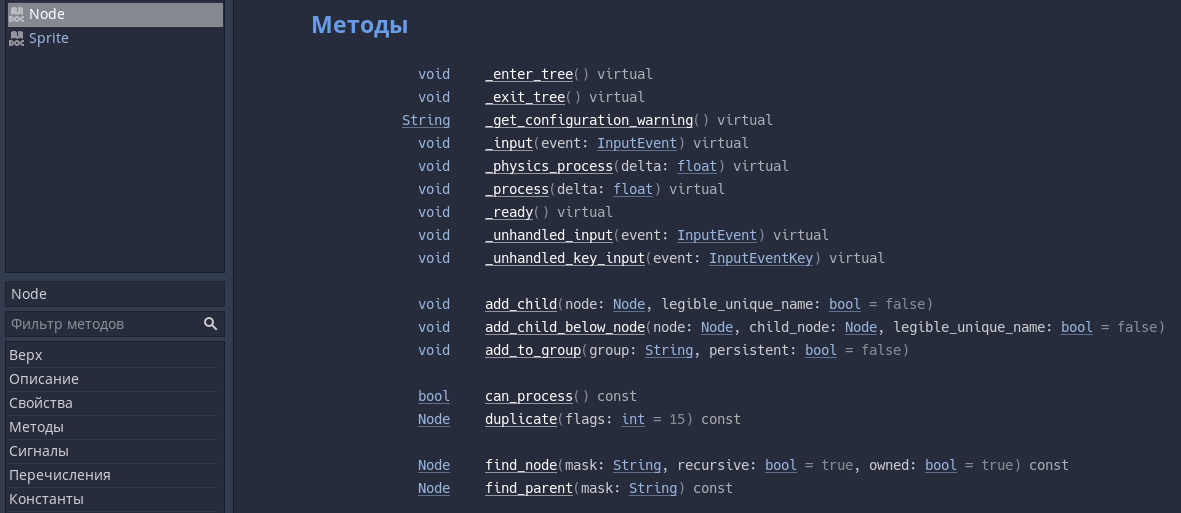 Node
Sprite
Node
Фильтр методов
Верх
Описание
Свойства
Методы
Сигналы
Перечисления
Константы
Методы
void _enter_tree() virtual
void _exit_tree() virtual
String _get_configuration_warning() virtual
void _input(event: InputEvent) virtual
void _physics_process(delta: float) virtual
void _process(delta: float) virtual
void _ready() virtual
void _unhandled_input(event: InputEvent) virtual
void _unhandled_key_input(event: InputEventKey) virtual
void add_child(node: Node, legible_unique_name: bool = false)
void add_child_below_node(node: Node, child_node: Node, legible_unique_name: bool = false)
void add_to_group(group: String, persistent: bool = false)
bool can_process() const
Node duplicate(flags: int = 15) const
Node find_node(mask: String, recursive: bool = true, owned: bool = true) const
Node find_parent(mask: String) const